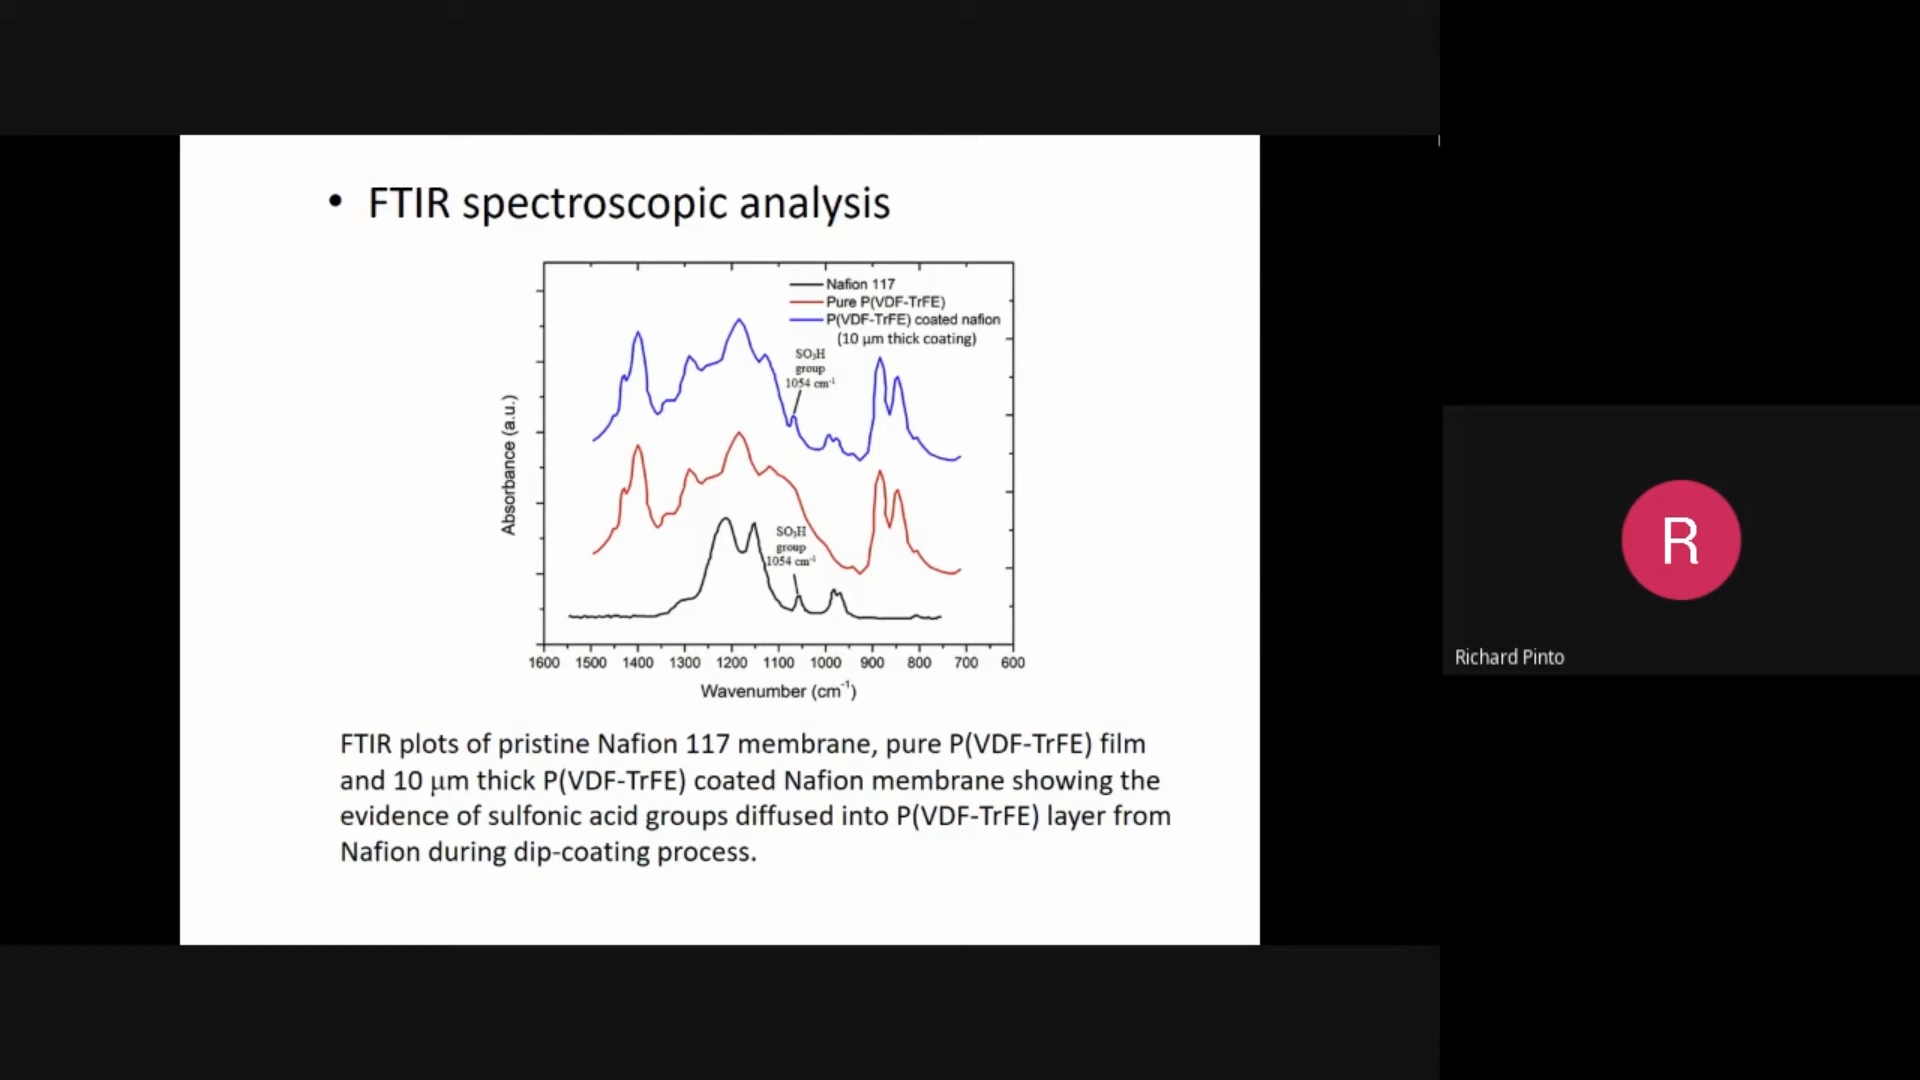 • FTIR spectroscopic analysis
Nafion 117
Pure P(VDF-TrFE)
P(VDF-TrFE) coated nafion
(10 μm thick coating)
SO₃H
group
1054 cm⁻¹
SO₃H
group
1054 cm⁻¹
Absorbance (a.u.)
1600 1500 1400 1300 1200 1100 1000 900 800 700 600
Wavenumber (cm⁻¹)
FTIR plots of pristine Nafion 117 membrane, pure P(VDF-TrFE) film
and 10 μm thick P(VDF-TrFE) coated Nafion membrane showing the
evidence of sulfonic acid groups diffused into P(VDF-TrFE) layer from
Nafion during dip-coating process.
R
Richard Pinto